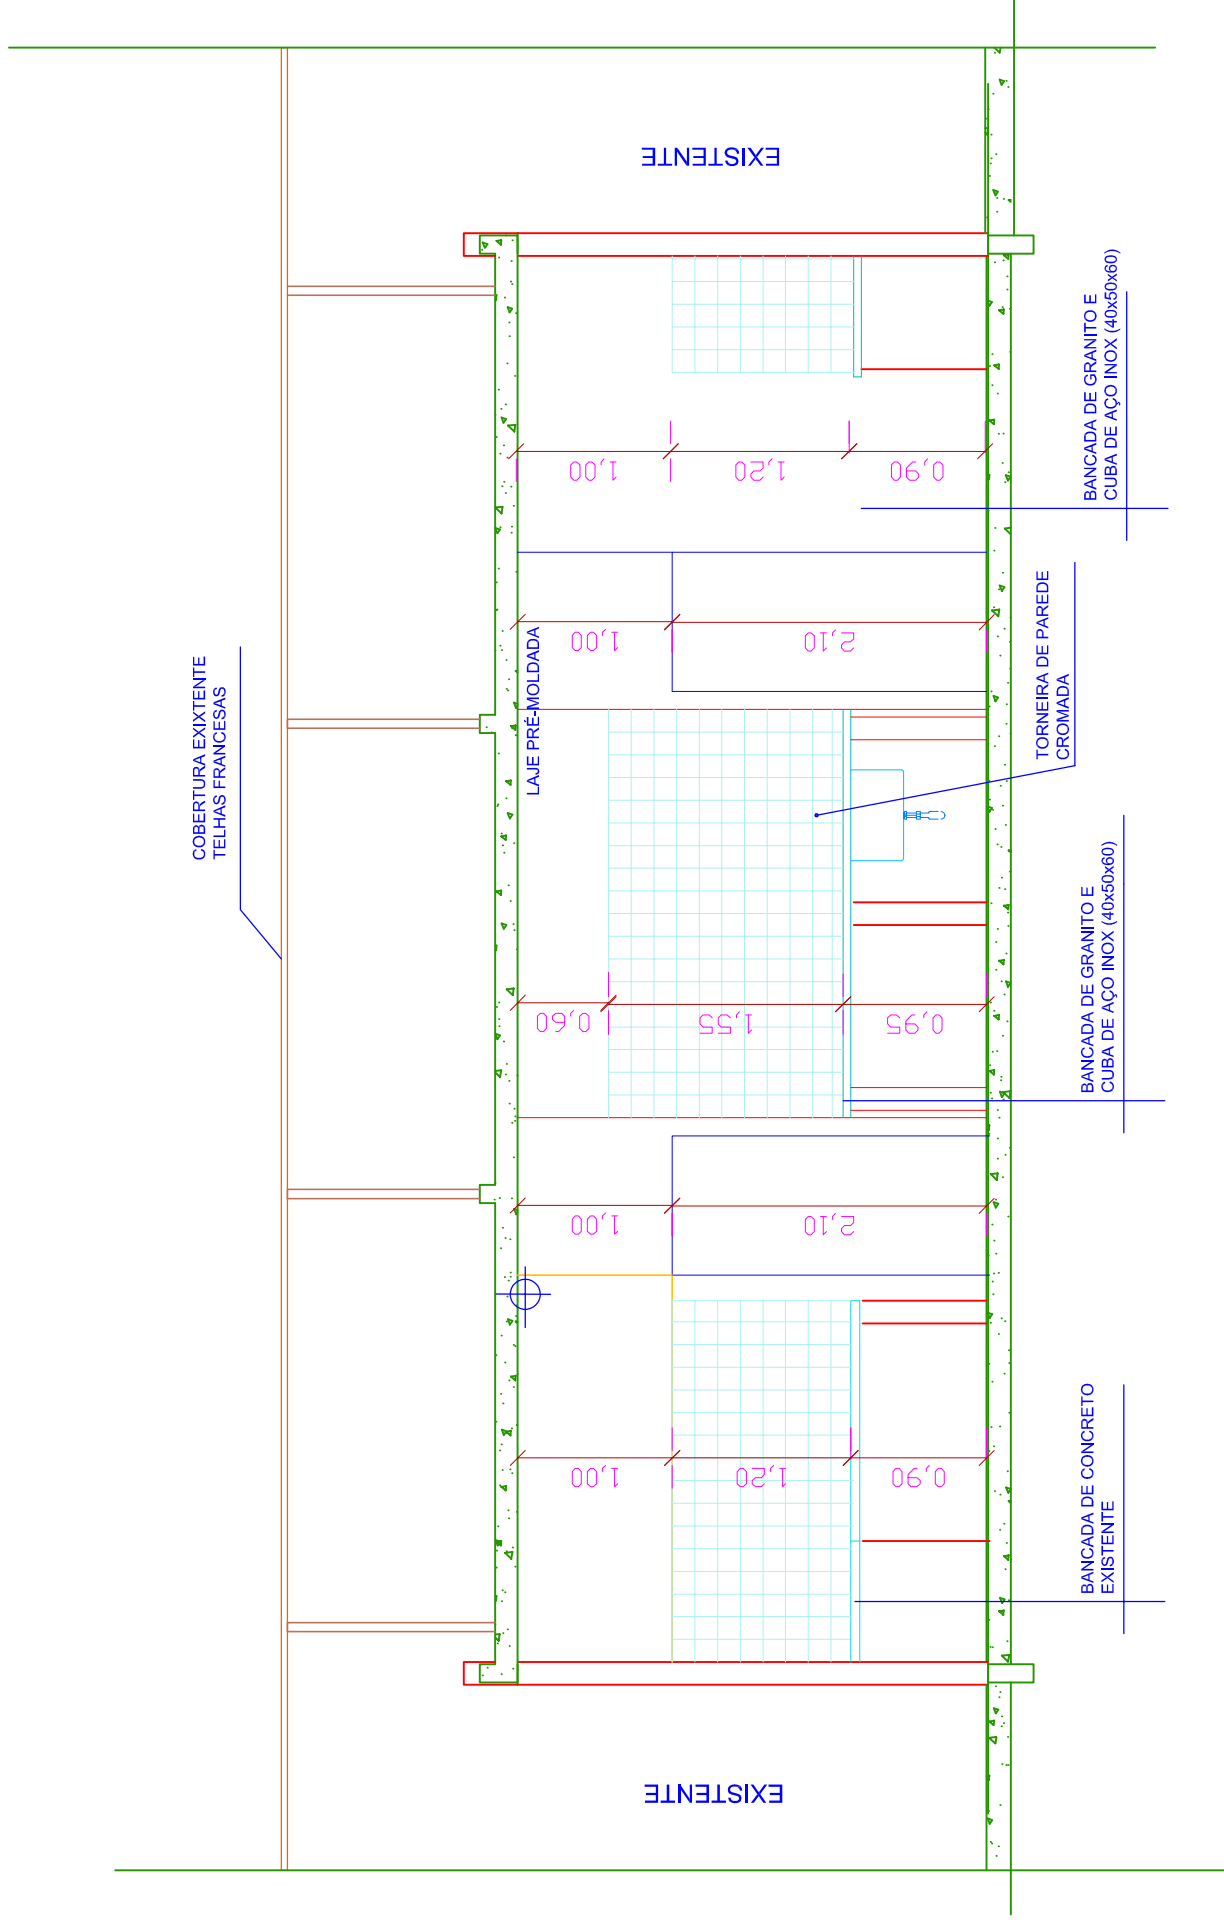 COBERTURA EXIXTENTE
TELHAS FRANCESAS
EXISTENTE
1,00
1,20
0,90
BANCADA DE GRANITO E
CUBA DE AÇO INOX (40x50x60)
LAJE PRÉ-MOLDADA
1,00
2,10
TORNEIRA DE PAREDE
CROMADA
0,60
1,55
0,95
BANCADA DE GRANITO E
CUBA DE AÇO INOX (40x50x60)
1,00
2,10
1,00
1,20
0,90
BANCADA DE CONCRETO
EXISTENTE
EXISTENTE